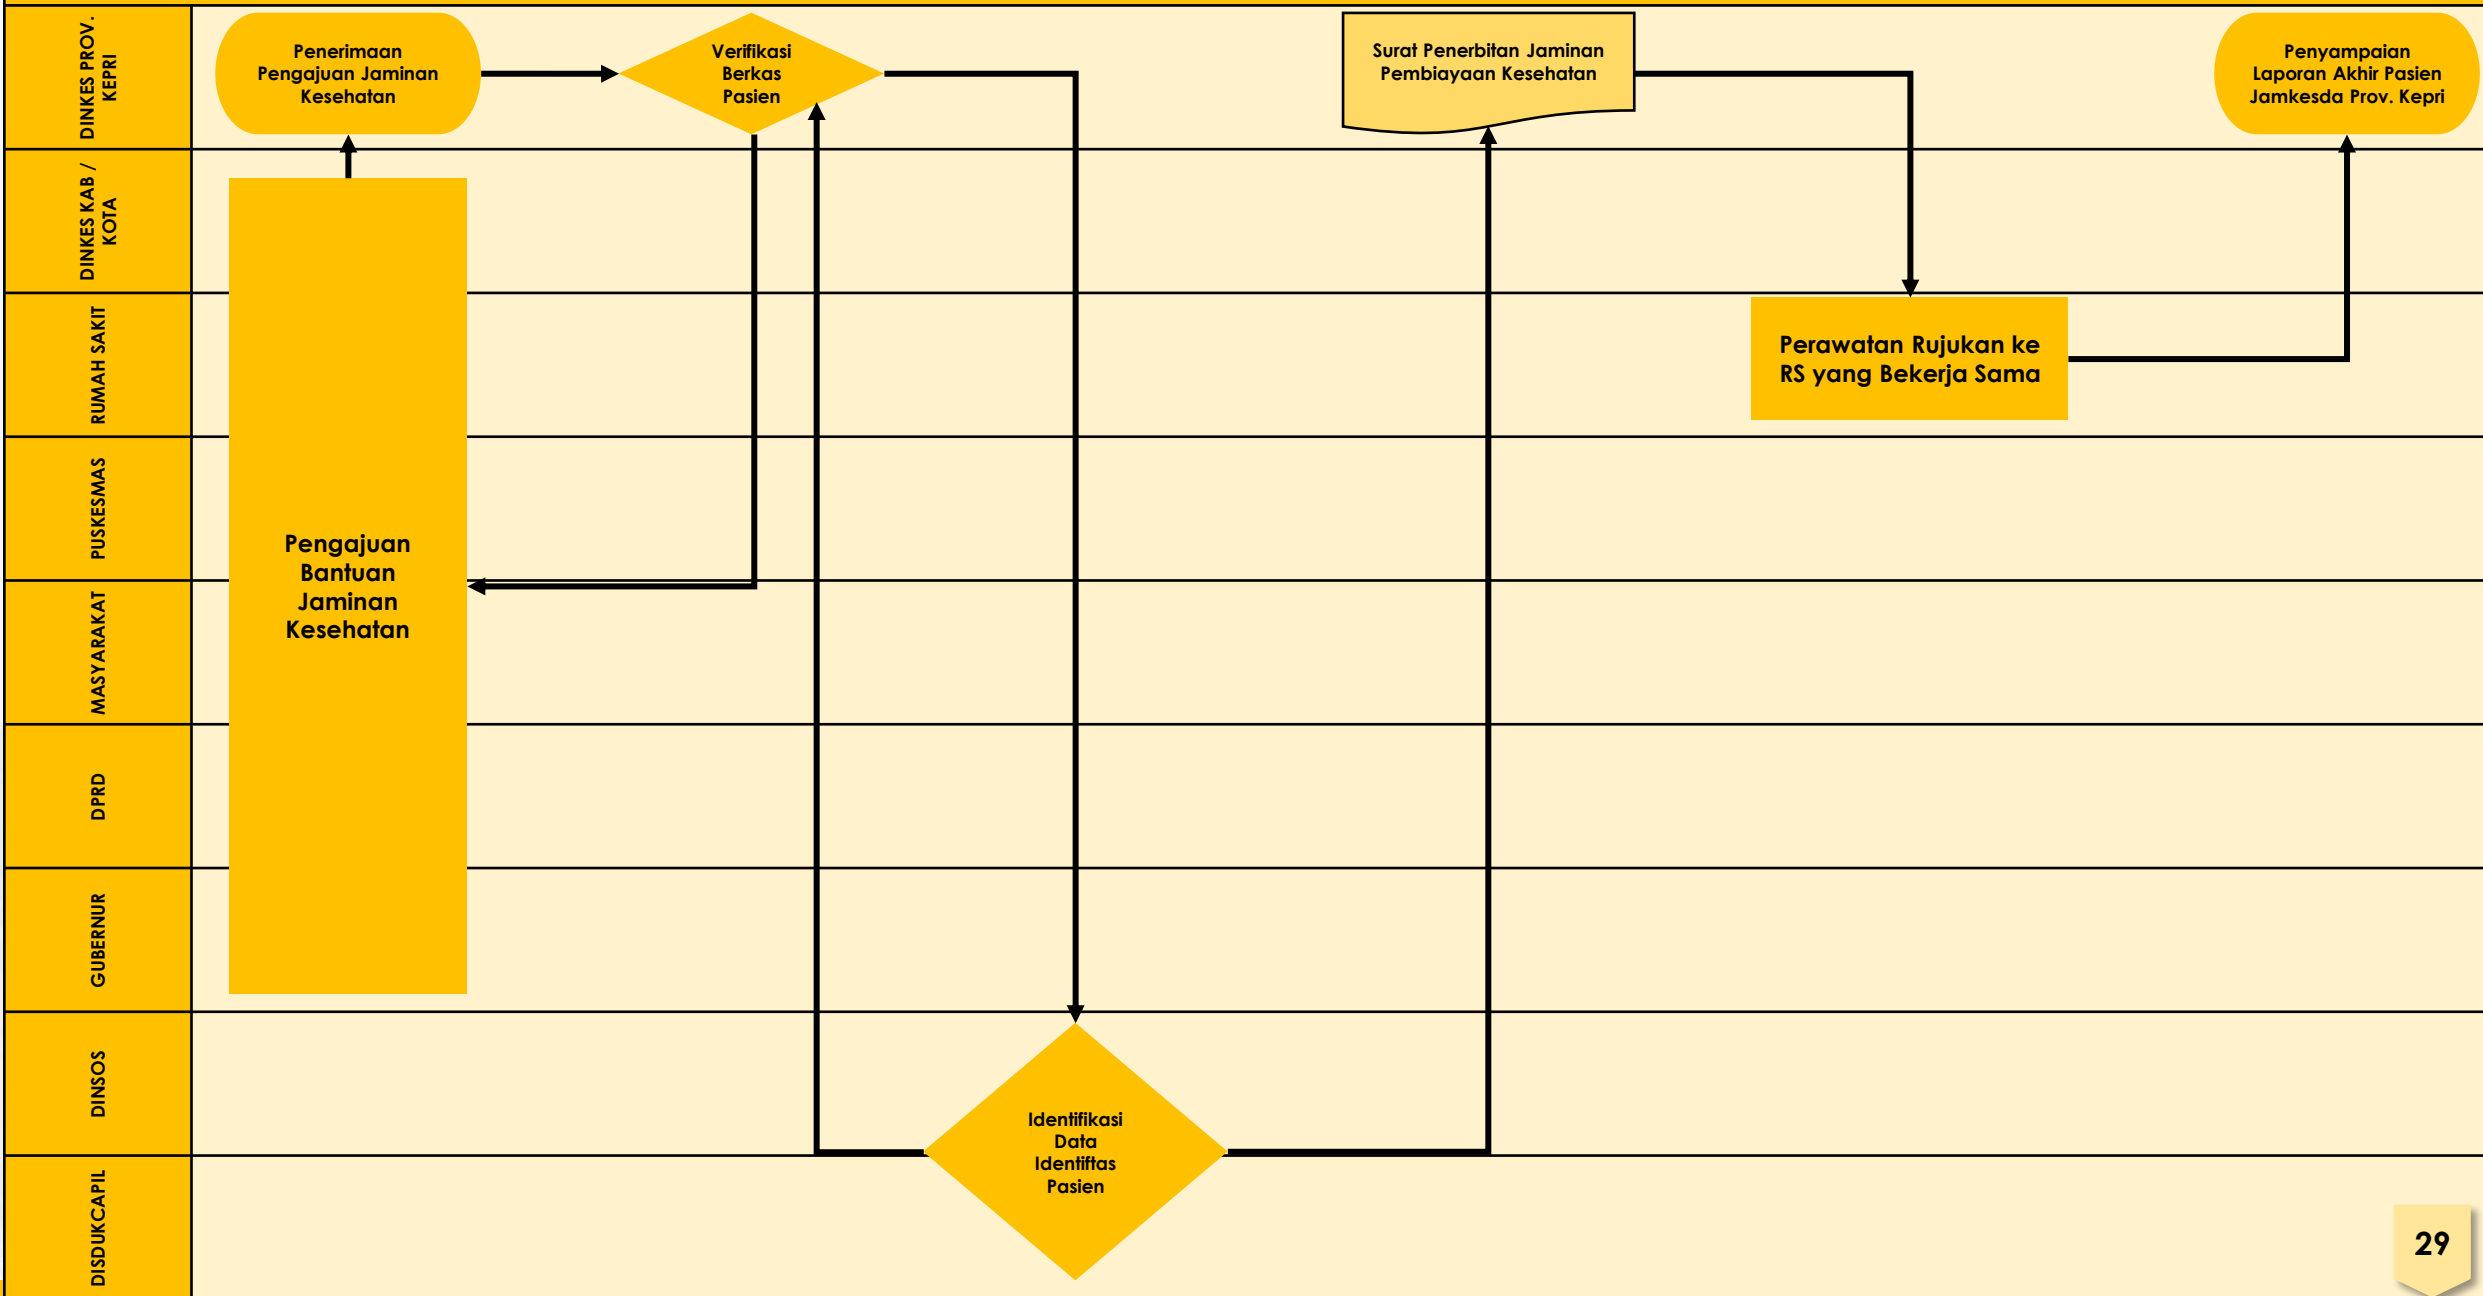 DINKES PROV.
KEPRI
Penerimaan
Pengajuan Jaminan
Kesehatan
Verifikasi
Berkas
Pasien
Surat Penerbitan Jaminan
Pembiayaan Kesehatan
Penyampaian
Laporan Akhir Pasien
Jamkesda Prov. Kepri
DINKES KAB /
KOTA
RUMAH SAKIT
Perawatan Rujukan ke
RS yang Bekerja Sama
PUSKESMAS
Pengajuan
Bantuan
Jaminan
Kesehatan
MASYARAKAT
DPRD
GUBERNUR
DINSOS
Identifikasi
Data
Identiftas
Pasien
DISDUKCAPIL
29